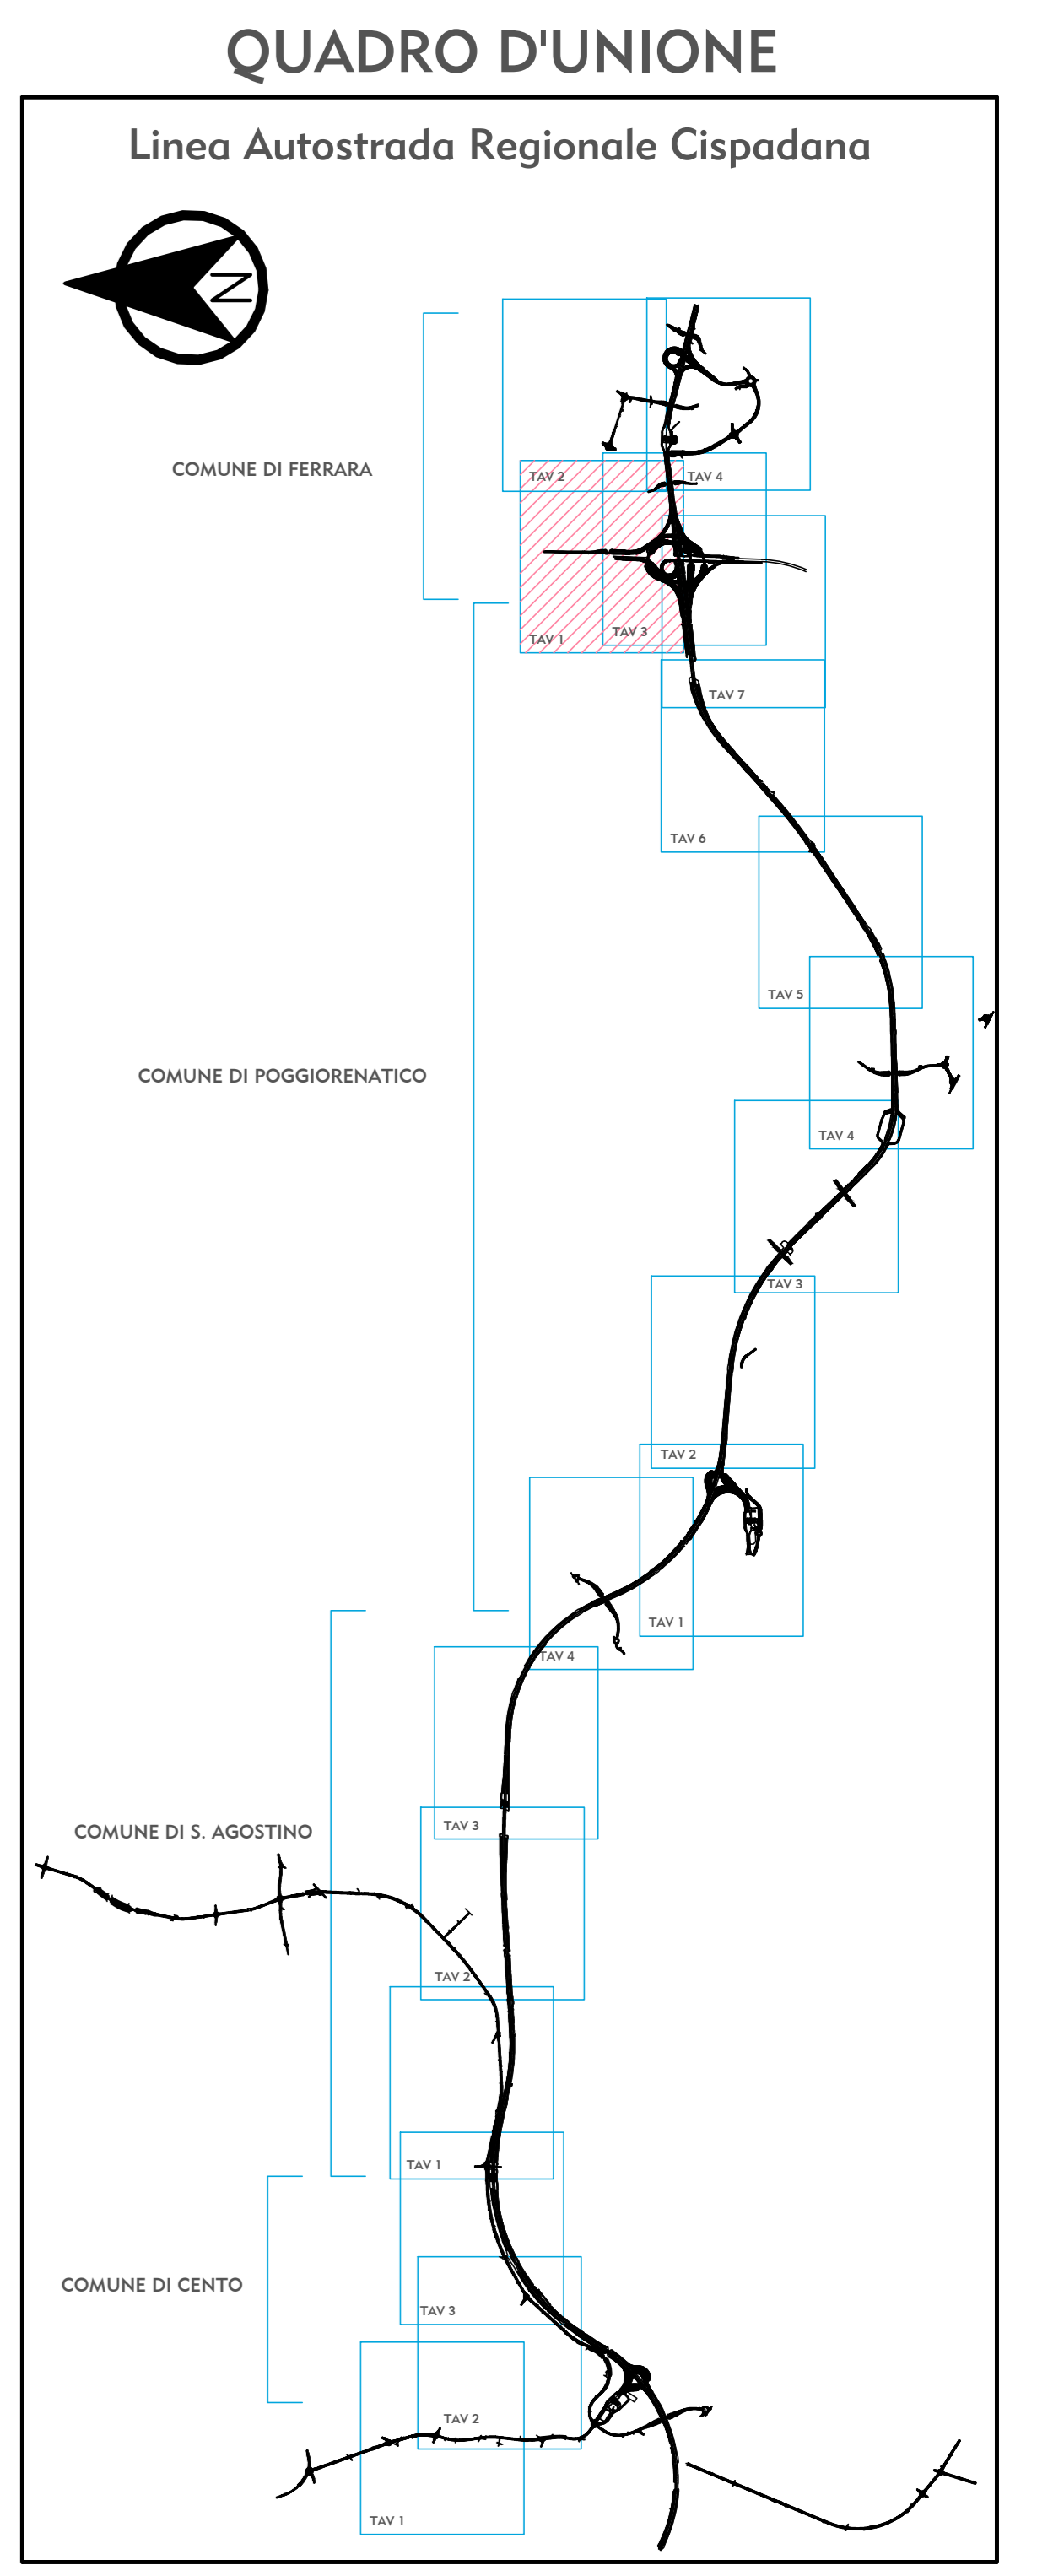 QUADRO D'UNIONE
Linea Autostrada Regionale Cispadana
N
COMUNE DI FERRARA
TAV 2
TAV 4
TAV 1
TAV 3
TAV 7
TAV 6
TAV 5
COMUNE DI POGGIORENATICO
TAV 4
TAV 3
TAV 2
TAV 1
TAV 4
TAV 3
COMUNE DI S. AGOSTINO
TAV 2
TAV 1
COMUNE DI CENTO
TAV 3
TAV 2
TAV 1